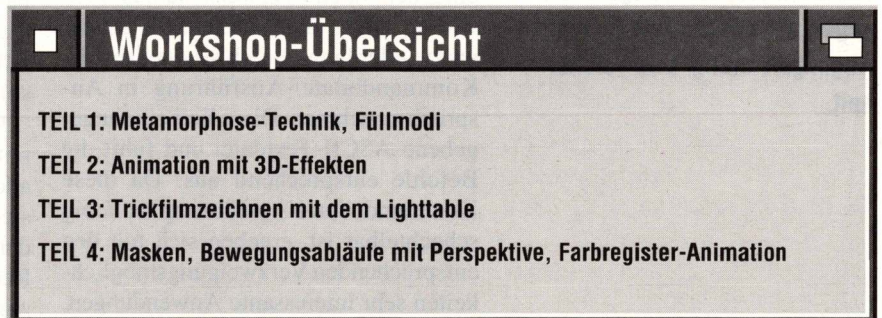 Workshop-Übersicht
TEIL 1: Metamorphose-Technik, Füllmodi
TEIL 2: Animation mit 3D-Effekten
TEIL 3: Trickfilmzeichnen mit dem Lighttable
TEIL 4: Masken, Bewegungsabläufe mit Perspektive, Farbregister-Animation